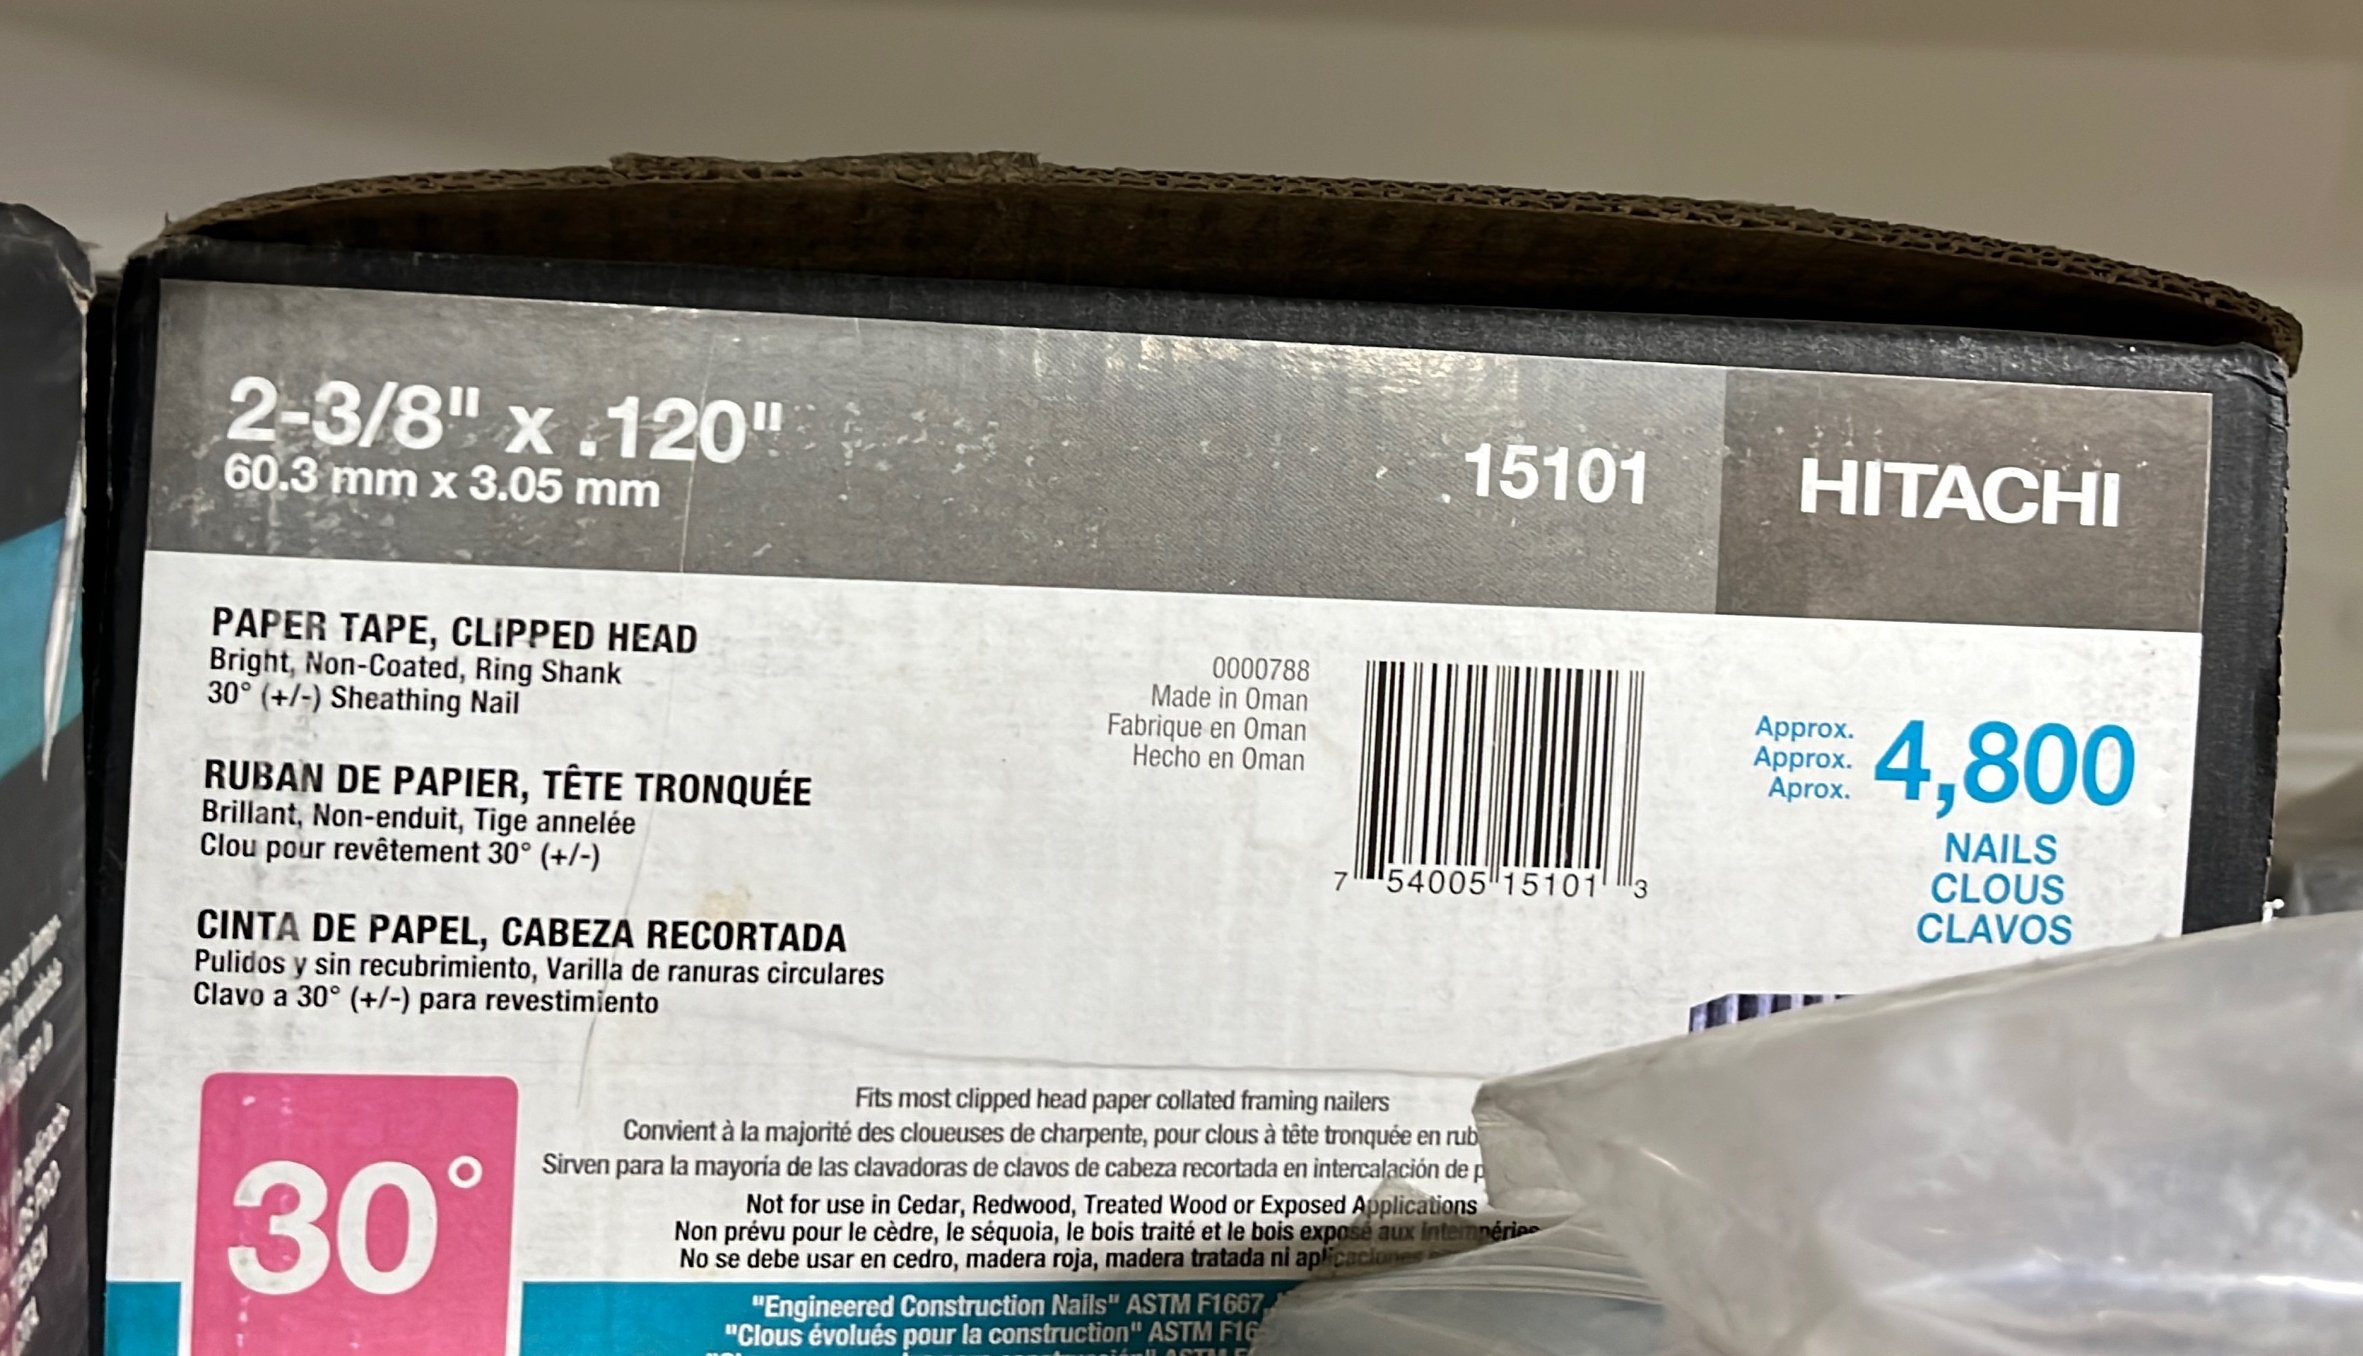 2-3/8" x .120"
60.3 mm x 3.05 mm
15101
HITACHI
PAPER TAPE, CLIPPED HEAD
Bright, Non-Coated, Ring Shank
30° (+/-) Sheathing Nail
RUBAN DE PAPIER, TÊTE TRONQUÉE
Brillant, Non-enduit, Tige annelée
Clou pour revêtement 30° (+/-)
CINTA DE PAPEL, CABEZA RECORTADA
Pulidos y sin recubrimiento, Varilla de ranuras circulares
Clavo a 30° (+/-) para revestimiento
0000788
Made in Oman
Fabrique en Oman
Hecho en Oman
7 54005 15101 3
Approx.
Approx.
Aprox.
4,800
NAILS
CLOUS
CLAVOS
30°
Fits most clipped head paper collated framing nailers
Convient à la majorité des cloueuses de charpente, pour clous à tête tronquée en
Sirven para la mayoría de las clavadoras de clavos de cabeza recortada en intercalación de
Not for use in Cedar, Redwood, Treated Wood or Exposed Applications
Non prévu pour le cèdre, le séquoia, le bois traité et le bois exposé aux intempéries
No se debe usar en cedro, madera roja, madera tratada ni aplicaciones
"Engineered Construction Nails" ASTM F1667,
"Clous évolués pour la construction" ASTM